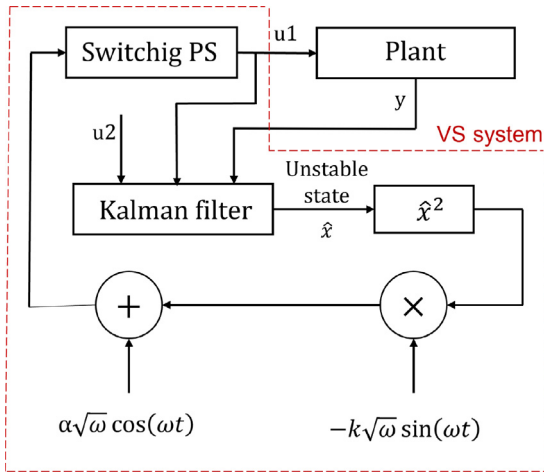 Switchig PS
u1
Plant
y
VS system
u2
Kalman filter
Unstable
state
x̂
x̂²
+
×
α√ω cos(ωt)
−k√ω sin(ωt)